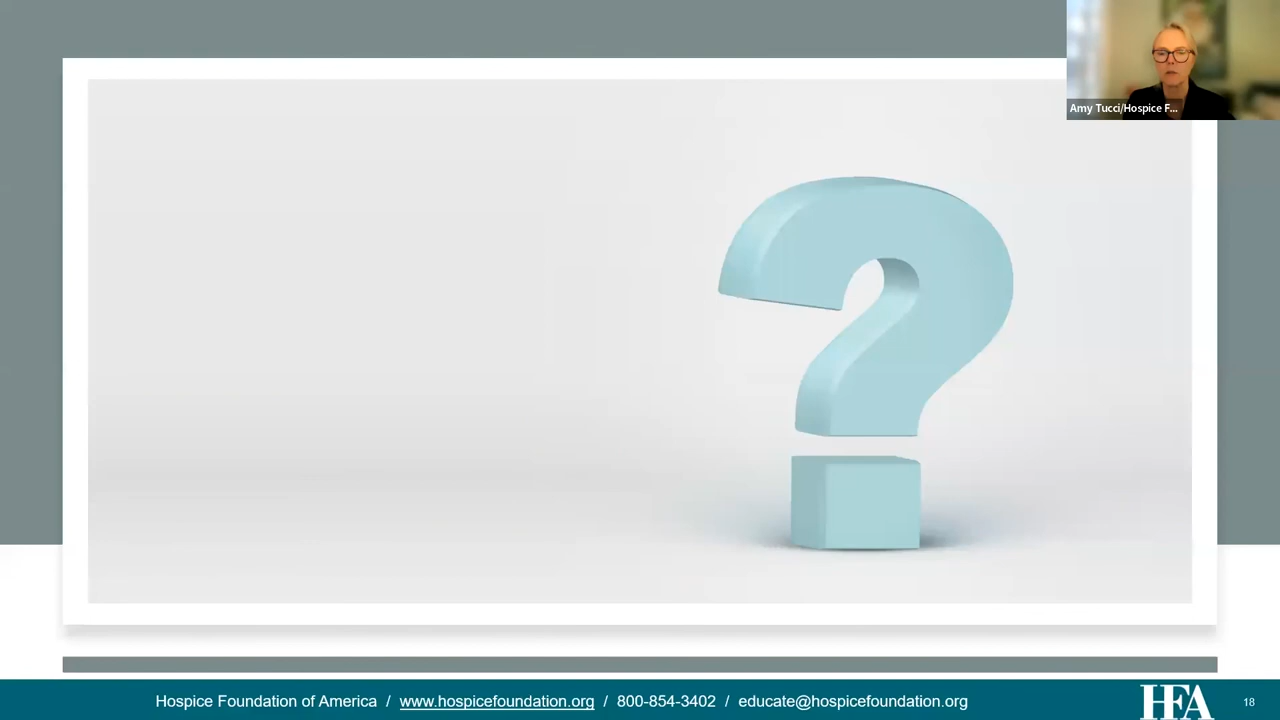 Amy Tucci/Hospice F...
Hospice Foundation of America / www.hospicefoundation.org / 800-854-3402 / educate@hospicefoundation.org
HFA
18